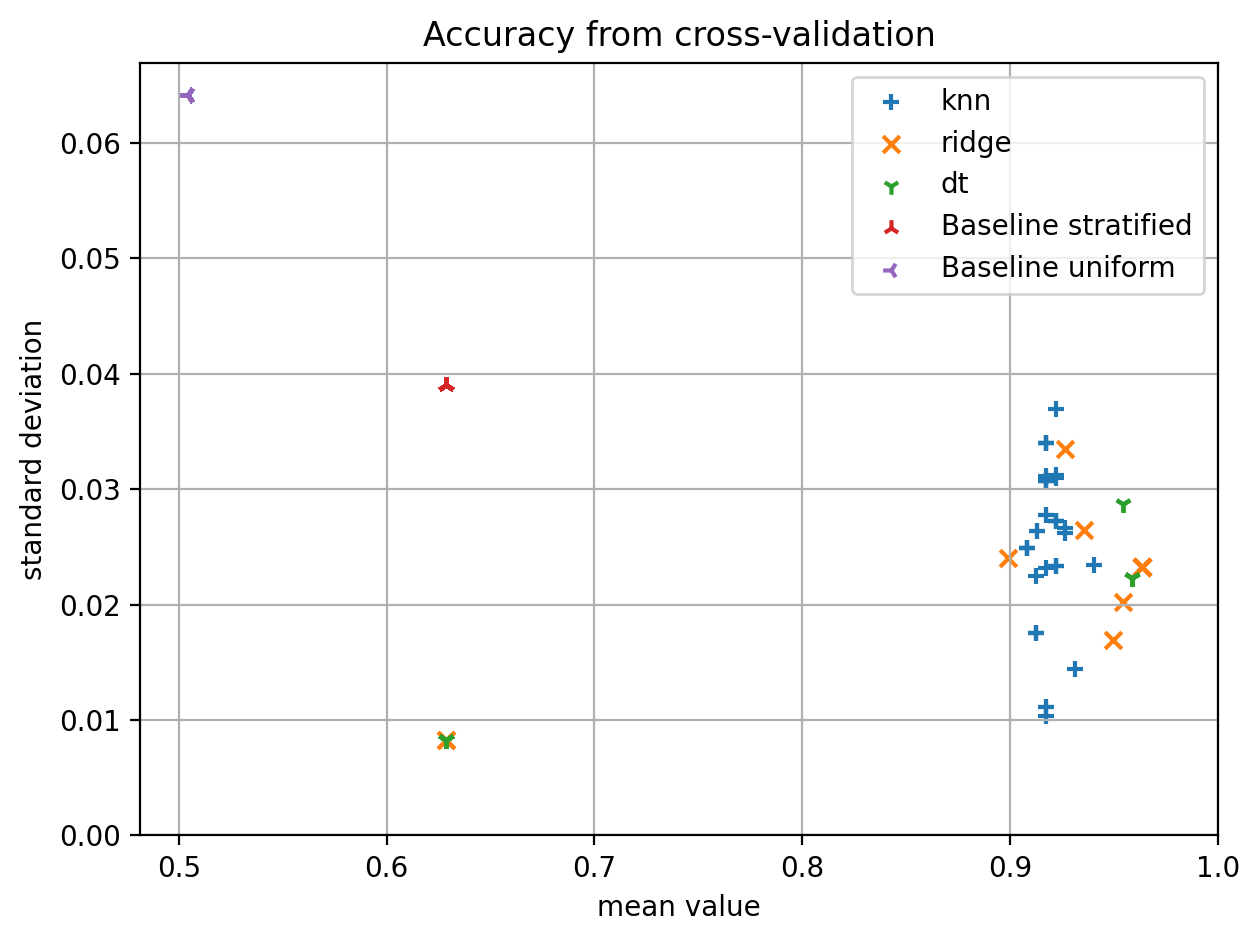 Accuracy from cross-validation
knn
ridge
dt
Baseline stratified
Baseline uniform
standard deviation
0.06
0.05
0.04
0.03
0.02
0.01
0.00
0.5 0.6 0.7 0.8 0.9 1.0
mean value